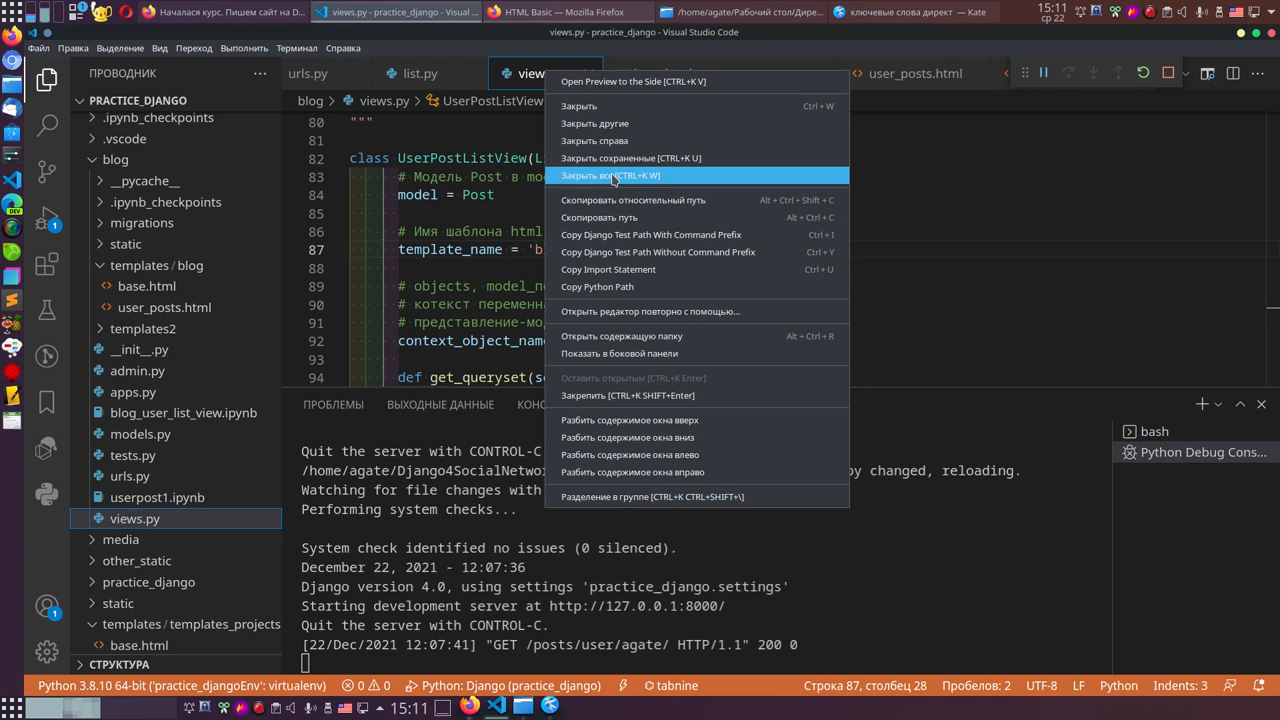 Началася курс. Пишем сайт на D...
views.py - practice_django - Visual ...
HTML Basic — Mozilla Firefox
/home/agate/Рабочий стол/Дире...
ключевые слова директ — Kate
15:11
ср 22
views.py - practice_django - Visual Studio Code
Файл Правка Выделение Вид Переход Выполнить Терминал Справка
ПРОВОДНИК
PRACTICE_DJANGO
.ipynb_checkpoints
.vscode
blog
__pycache__
.ipynb_checkpoints
migrations
static
templates / blog
base.html
user_posts.html
templates2
__init__.py
admin.py
apps.py
blog_user_list_view.ipynb
models.py
tests.py
urls.py
userpost1.ipynb
views.py
media
other_static
practice_django
static
templates / templates_projects
base.html
СТРУКТУРА
1
1
urls.py
list.py
view
user_posts.html
blog > views.py > UserPostListView
80 """
81
82 class UserPostListView(L
83 # Модель Post в мо
84 model = Post
85
86 # Имя шаблона html
87 template_name = 'b
88
89 # objects, model_по
90 # котекст переменна
91 # представление-мод
92 context_object_name
93
94 def get_queryset(se
Open Preview to the Side [CTRL+K V]
Закрыть Ctrl + W
Закрыть другие
Закрыть справа
Закрыть сохраненные [CTRL+K U]
Закрыть все [CTRL+K W]
Скопировать относительный путь Alt + Ctrl + Shift + C
Скопировать путь Alt + Ctrl + C
Copy Django Test Path With Command Prefix Ctrl + I
Copy Django Test Path Without Command Prefix Ctrl + Y
Copy Import Statement Ctrl + U
Copy Python Path
Открыть редактор повторно с помощью...
Открыть содержащую папку Alt + Ctrl + R
Показать в боковой панели
Оставить открытым [CTRL+K Enter]
Закрепить [CTRL+K SHIFT+Enter]
Разбить содержимое окна вверх
Разбить содержимое окна вниз
Разбить содержимое окна влево
Разбить содержимое окна вправо
Разделение в группе [CTRL+K CTRL+SHIFT+\]
ПРОБЛЕМЫ ВЫХОДНЫЕ ДАННЫЕ КОНС
bash
Python Debug Cons...
Quit the server with CONTROL-C
/home/agate/Django4SocialNetwor
py changed, reloading.
Watching for file changes with
Performing system checks...
System check identified no issues (0 silenced).
December 22, 2021 - 12:07:36
Django version 4.0, using settings 'practice_django.settings'
Starting development server at http://127.0.0.1:8000/
Quit the server with CONTROL-C.
[22/Dec/2021 12:07:41] "GET /posts/user/agate/ HTTP/1.1" 200 0
Python 3.8.10 64-bit ('practice_djangoEnv': virtualenv) 0 0 Python: Django (practice_django) tabnine Строка 87, столбец 28 Пробелов: 2 UTF-8 LF Python Indents: 3
15:11